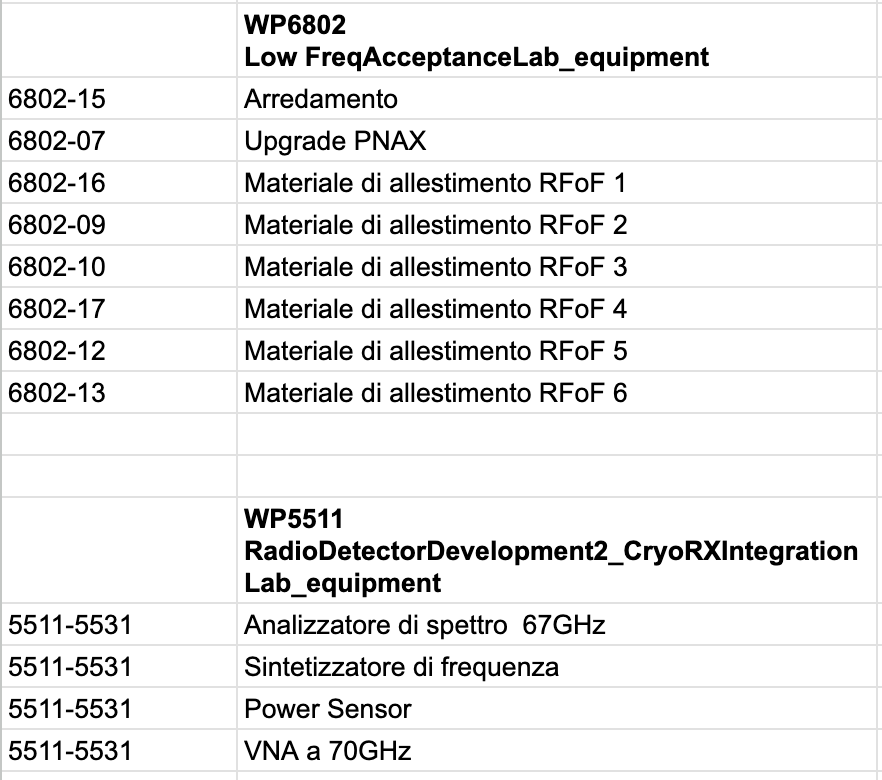 WP6802
Low FreqAcceptanceLab_equipment
6802-15 Arredamento
6802-07 Upgrade PNAX
6802-16 Materiale di allestimento RFoF 1
6802-09 Materiale di allestimento RFoF 2
6802-10 Materiale di allestimento RFoF 3
6802-17 Materiale di allestimento RFoF 4
6802-12 Materiale di allestimento RFoF 5
6802-13 Materiale di allestimento RFoF 6
WP5511
RadioDetectorDevelopment2_CryoRXIntegration
Lab_equipment
5511-5531 Analizzatore di spettro  67GHz
5511-5531 Sintetizzatore di frequenza
5511-5531 Power Sensor
5511-5531 VNA a 70GHz